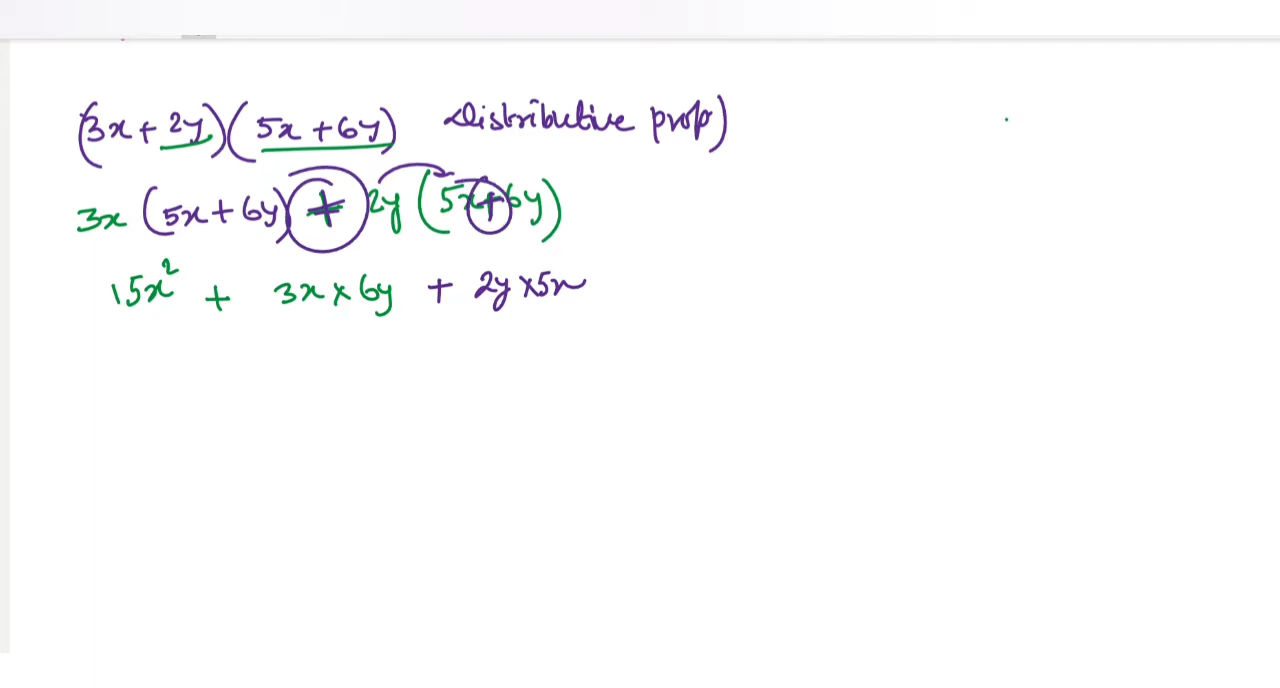 (3x + 2y)(5x + 6y) Distributive prop)
3x (5x + 6y) + 2y (5x + 6y)
15x² + 3x × 6y + 2y × 5x